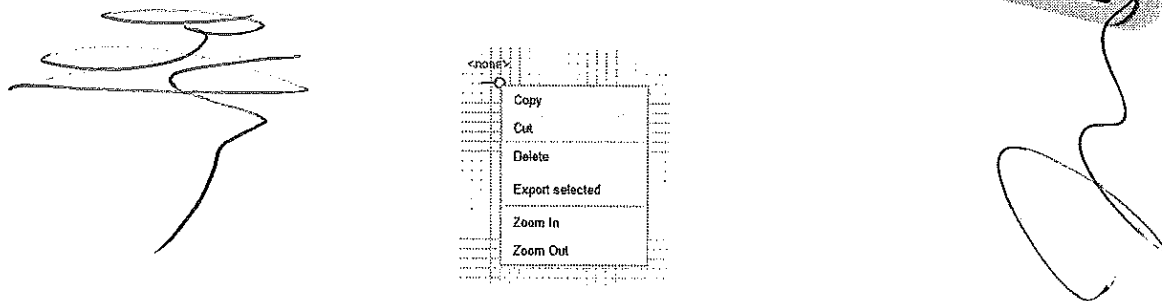 <none>
Copy
Cut
Delete
Export selected
Zoom In
Zoom Out